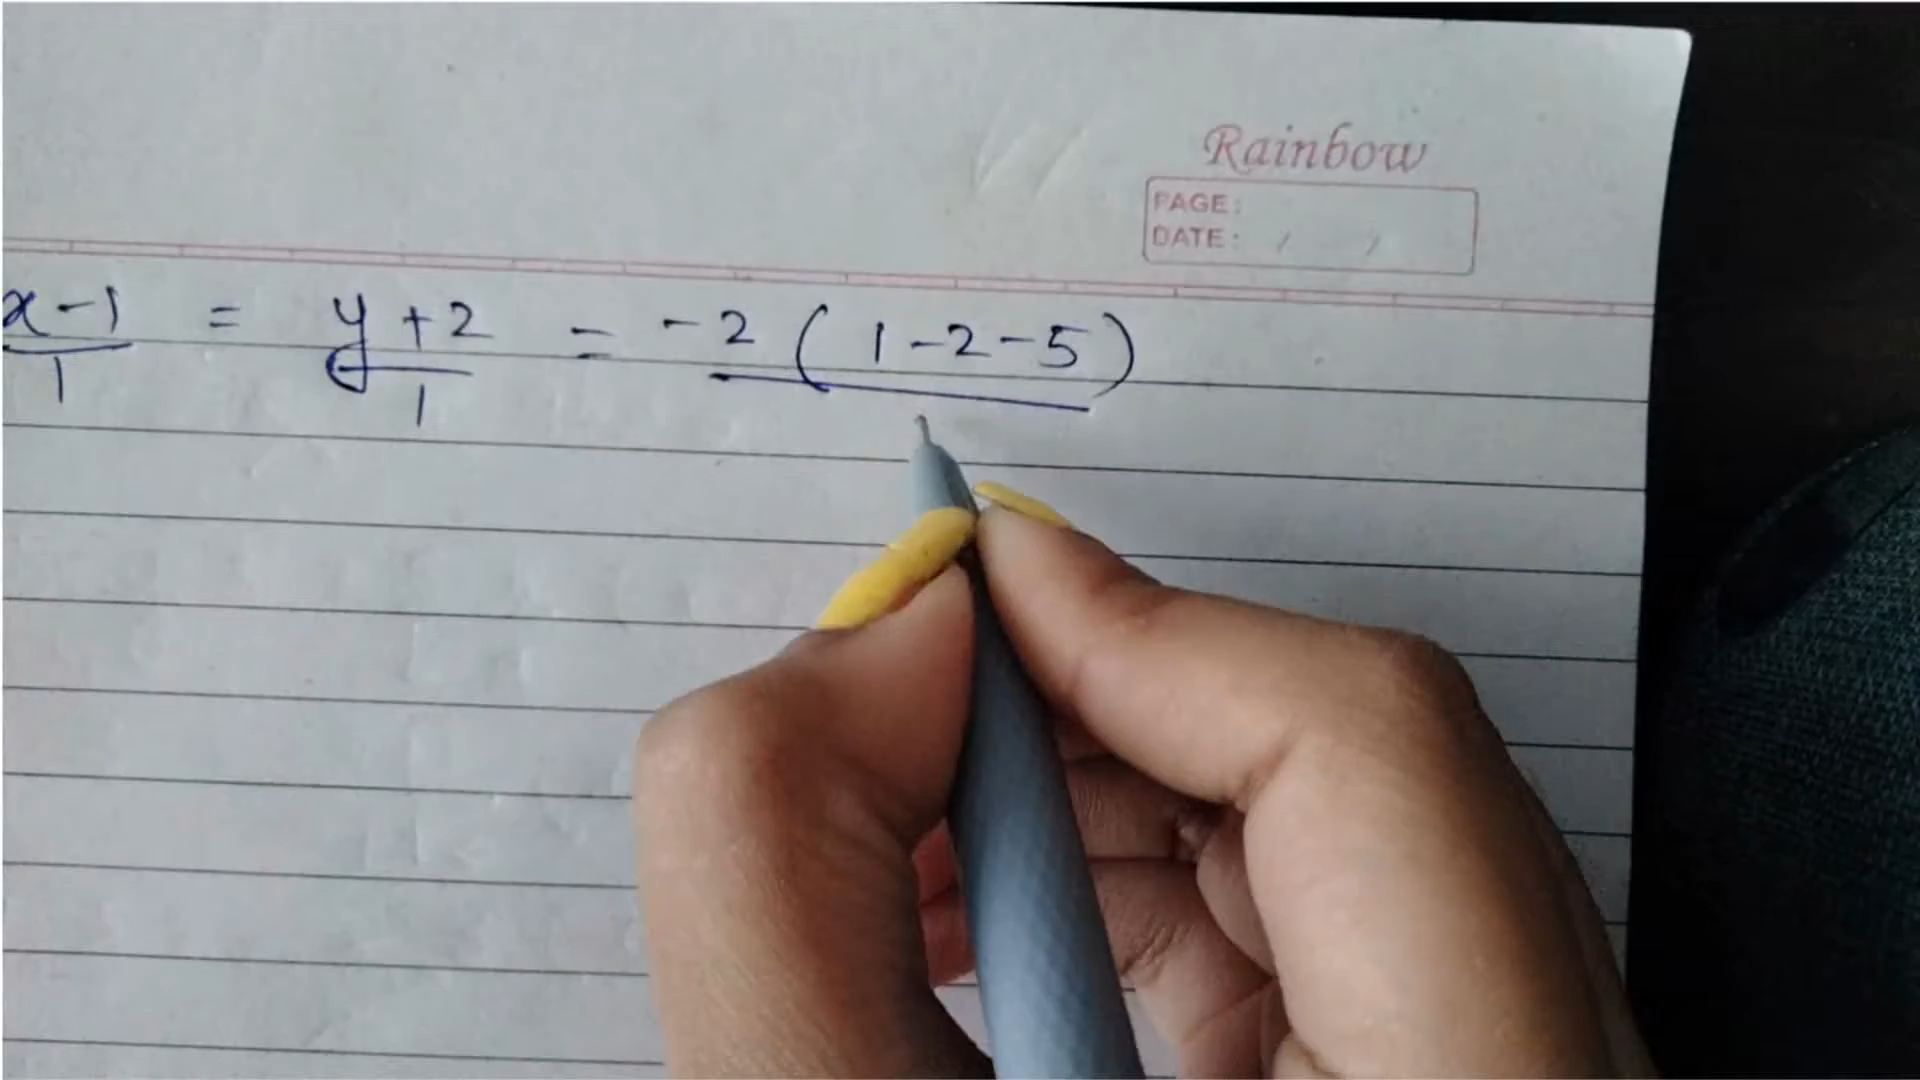 Rainbow
PAGE:
DATE: / /
x-1 = y+2 = -2(1-2-5)
1 1